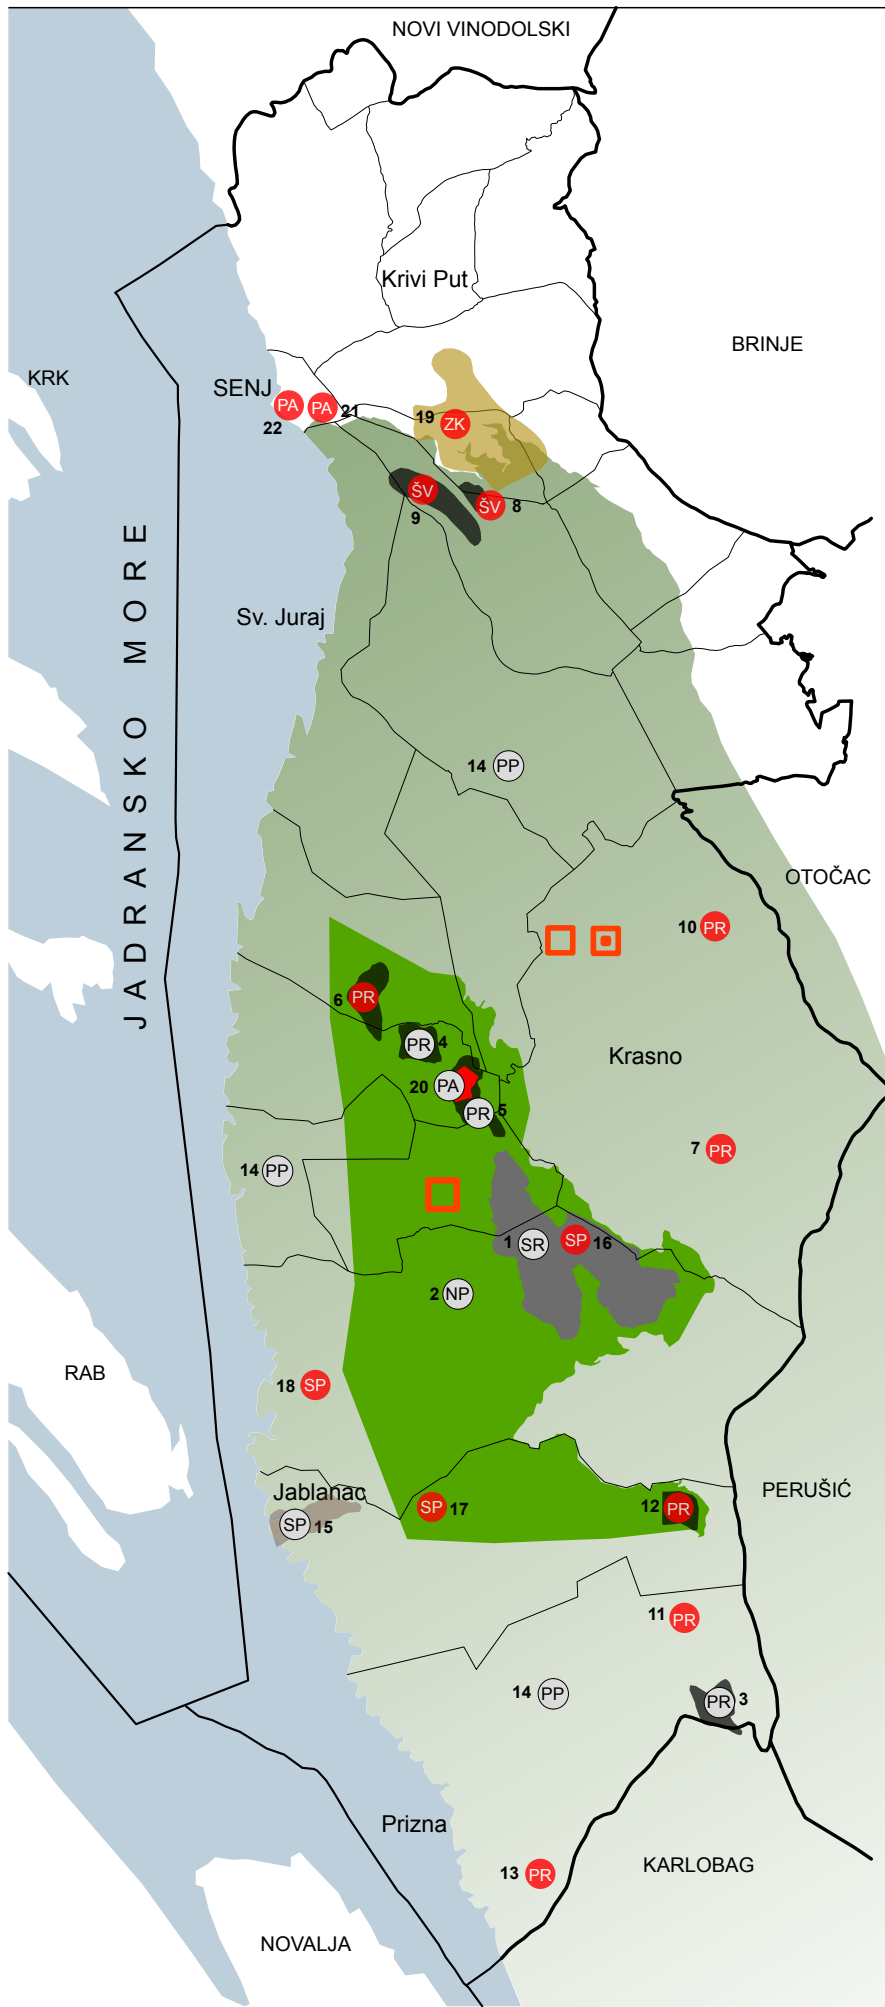 NOVI VINODOLSKI
Krivi Put
BRINJE
KRK
SENJ
PA
PA
21
22
19
ZK
ŠV
9
ŠV
8
JADRANSKO MORE
Sv. Juraj
14
PP
OTOČAC
10
PR
6
PR
PR
4
Krasno
20
PA
PR
5
7
PR
14
PP
1
SR
SP
16
2
NP
RAB
18
SP
Jablanac
SP
15
SP
17
12
PR
PERUŠIĆ
11
PR
14
PP
PR
3
Prizna
13
PR
KARLOBAG
NOVALJA